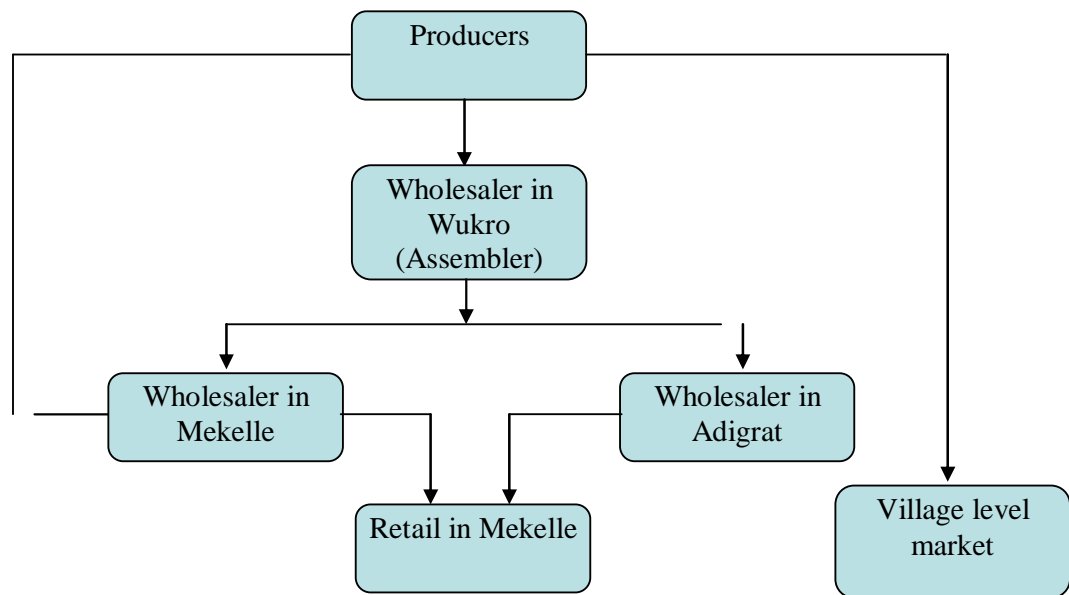 Producers
Wholesaler in
Wukro
(Assembler)
Wholesaler in
Mekelle
Wholesaler in
Adigrat
Retail in Mekelle
Village level
market